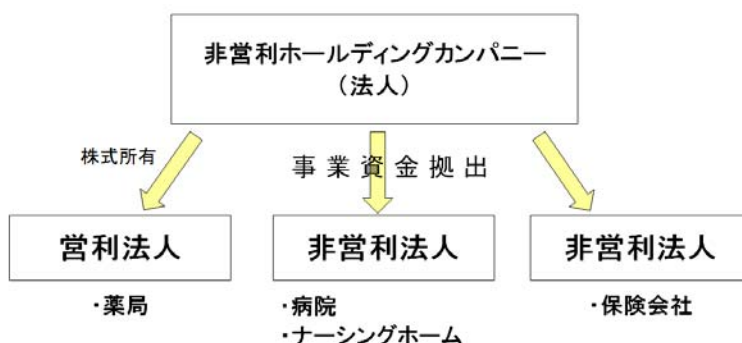 非営利ホールディングカンパニー
（法人）
株式所有
事業資金拠出
営利法人
非営利法人
非営利法人
・薬局
・病院
・ナーシングホーム
・保険会社